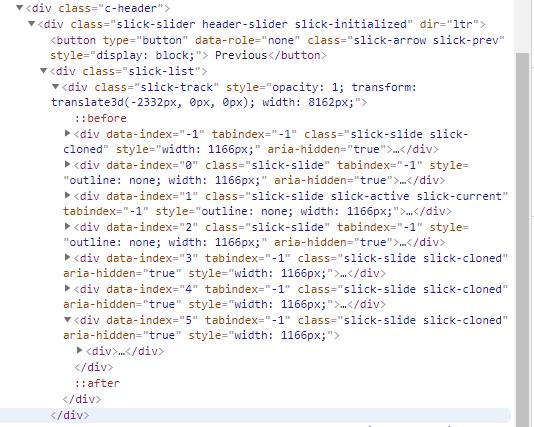 ▼<div class="c-header">
▼<div class="slick-slider header-slider slick-initialized" dir="ltr">
<button type="button" data-role="none" class="slick-arrow slick-prev"
style="display: block;"> Previous</button>
▼<div class="slick-list">
▼<div class="slick-track" style="opacity: 1; transform:
translate3d(-2332px, 0px, 0px); width: 8162px;">
::before
▶<div data-index="-1" tabindex="-1" class="slick-slide slick-
cloned" style="width: 1166px;" aria-hidden="true">…</div>
▶<div data-index="0" class="slick-slide" tabindex="-1" style=
"outline: none; width: 1166px;" aria-hidden="true">…</div>
▶<div data-index="1" class="slick-slide slick-active slick-current"
tabindex="-1" style="outline: none; width: 1166px;">…</div>
▶<div data-index="2" class="slick-slide" tabindex="-1" style=
"outline: none; width: 1166px;" aria-hidden="true">…</div>
▶<div data-index="3" tabindex="-1" class="slick-slide slick-cloned"
aria-hidden="true" style="width: 1166px;">…</div>
▶<div data-index="4" tabindex="-1" class="slick-slide slick-cloned"
aria-hidden="true" style="width: 1166px;">…</div>
▼<div data-index="5" tabindex="-1" class="slick-slide slick-cloned"
aria-hidden="true" style="width: 1166px;">
▶<div>…</div>
</div>
::after
</div>
</div>